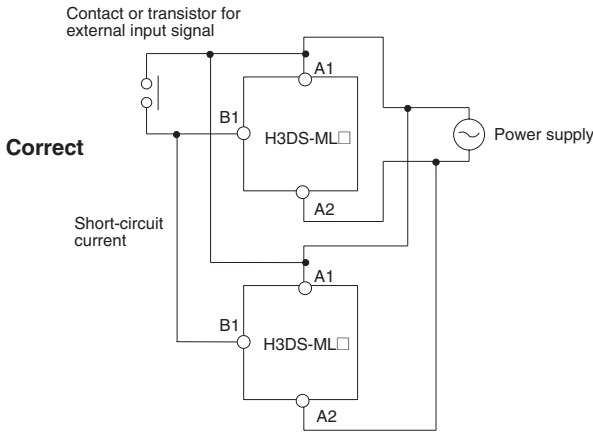 Contact or transistor for
external input signal
A1
B1
H3DS-ML□
Power supply
Correct
A2
Short-circuit
current
A1
B1
H3DS-ML□
A2